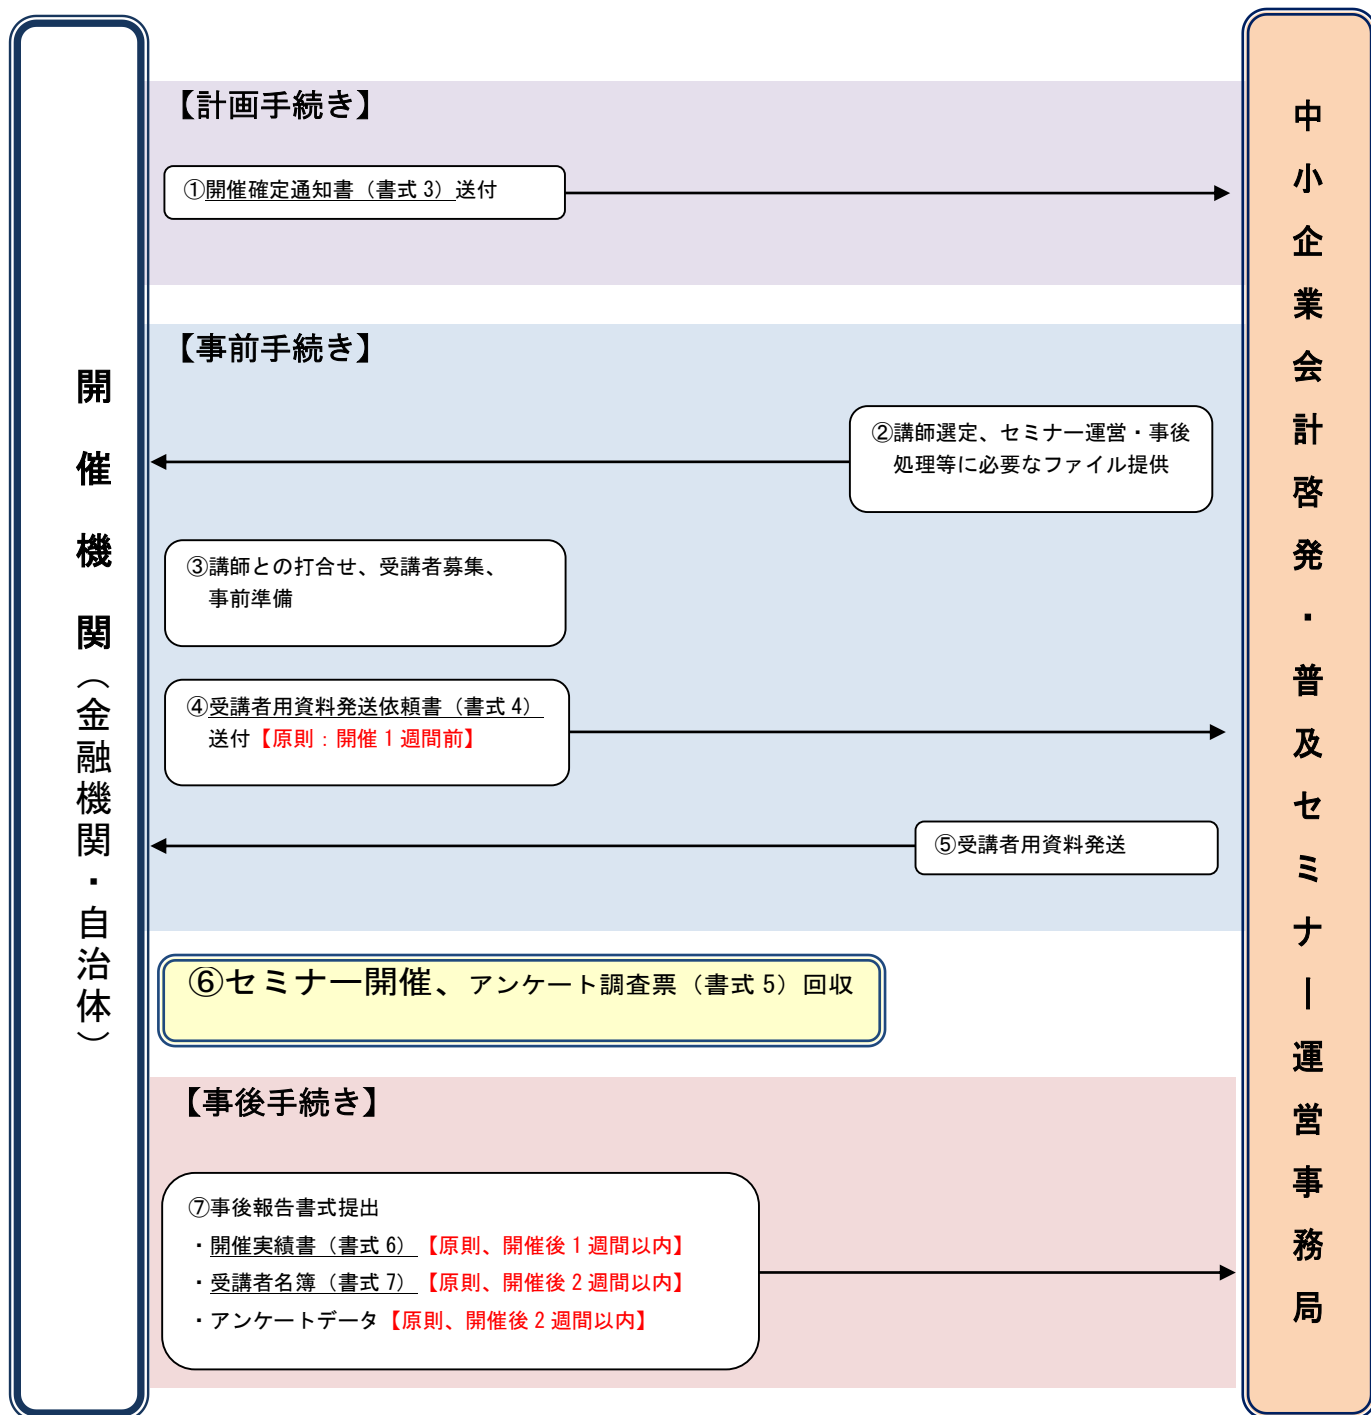 開催機関（金融機関・自治体）
【計画手続き】
①開催確定通知書（書式 3）送付
【事前手続き】
②講師選定、セミナー運営・事後
処理等に必要なファイル提供
③講師との打合せ、受講者募集、
事前準備
④受講者用資料発送依頼書（書式 4）
送付【原則：開催 1 週間前】
⑤受講者用資料発送
⑥セミナー開催、アンケート調査票（書式 5）回収
【事後手続き】
⑦事後報告書式提出
・開催実績書（書式 6）【原則、開催後 1 週間以内】
・受講者名簿（書式 7）【原則、開催後 2 週間以内】
・アンケートデータ【原則、開催後 2 週間以内】
中小企業会計啓発・普及セミナー運営事務局